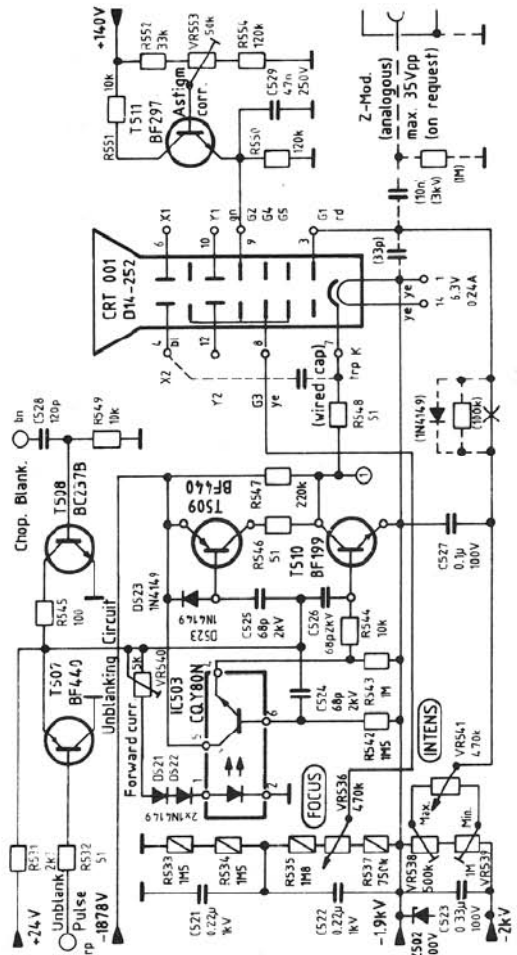 +140V
R552
33k
VR553
50k
R554
120k
10k
R551
T511
BF297
Astigm
corr.
C529
47n
250V
R550
120k
Z-Mod.
(analogous)
max. 35Vpp
(on request)
(10n)
(3kV)
(1M)
CRT 001
D14-252
X1
6
Y1
10
gn
G2
G4
G5
9
G1
3
rd
(33p)
4
bl
X2
12
Y2
8
G3
ye
7
trp K
(wired cap)
ye
ye
14
1
6.3V
0.24A
R548
51
(1N4149)
(100k)
bn
C528
120p
Chop. Blank.
R549
10k
T508
BC237B
R545
100
T507
BF440
Unblanking Circuit
T509
BF440
R547
220k
R546
51
T510
BF199
1
D523
1N4149
D523
1N4149
C525
68p
2kV
C526
68p2kV
R544
10k
C527
0.1µ
100V
5k
VR540
Forward curr.
IC503
CQY80N
4
5
6
1
2
D521
D522
2x1N4149
C524
68p
2kV
R543
1M
R542
1M5
INTENS
VR541
470k
FOCUS
VR536
470k
Max.
Min.
+24V
R531
2k
Unblank.
Pulse
rp
R532
51
-1878V
R533
1M5
R534
1M5
R535
1M8
R537
750k
C521
0.22µ
1kV
C522
0.22µ
1kV
-1.9kV
VR538
500k
1M
VR539
C523
0.33µ
100V
-2kV